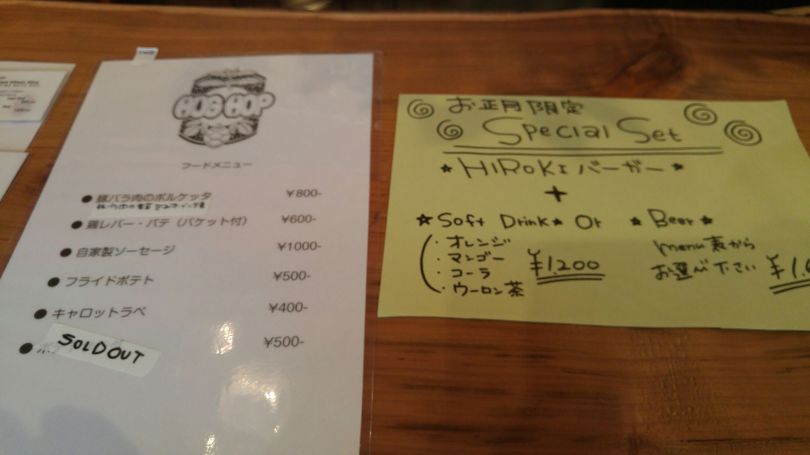 HOG HOP
フードメニュー
● 豚バラ肉のポルケッタ ¥800-
● 鶏レバー・パテ（バケット付） ¥600-
● 自家製ソーセージ ¥1000-
● フライドポテト ¥500-
● キャロットラペ ¥400-
● SOLD OUT ¥500-
お正月限定
Special Set
★HIROKIバーガー★
+
☆Soft Drink★ Or ★Beer★
・オレンジ
・マンゴー
・コーラ
・ウーロン茶
¥1.200
menu表から
お選び下さい